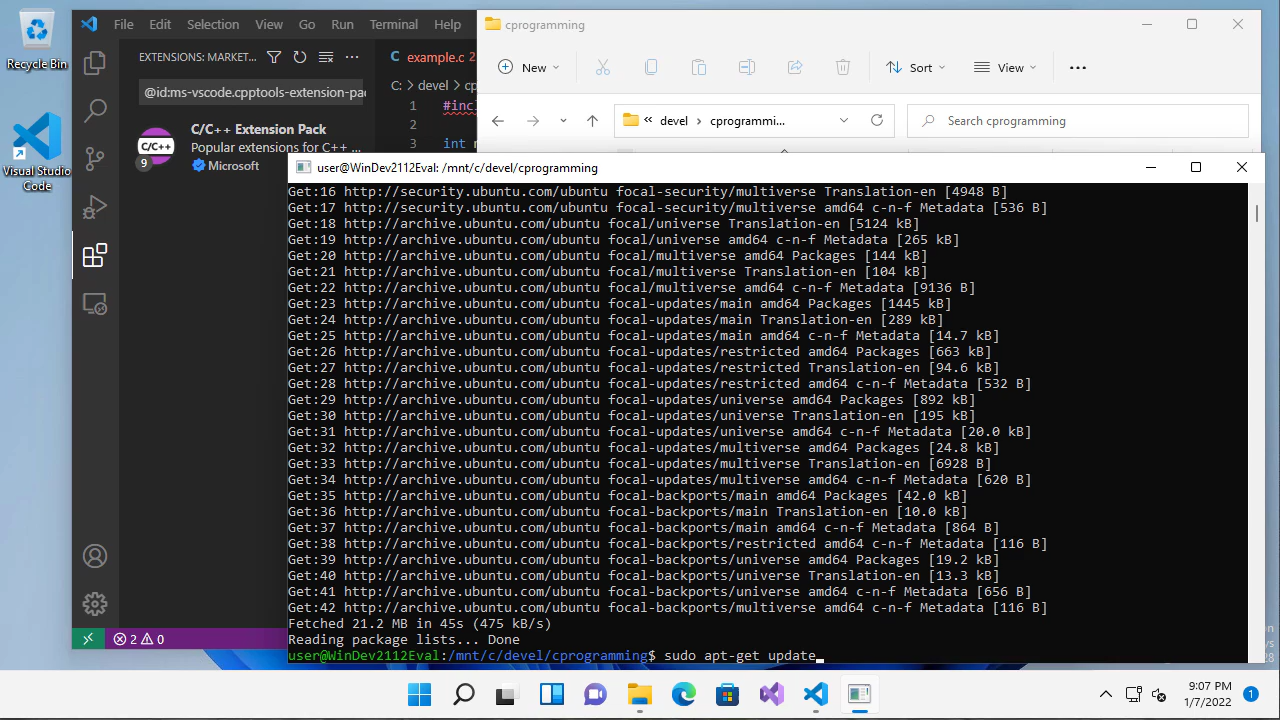 Recycle Bin
Visual Studio Code
File Edit Selection View Go Run Terminal Help
EXTENSIONS: MARKET...
@id:ms-vscode.cpptools-extension-pac
C/C++
9
C/C++ Extension Pack
Popular extensions for C++ ...
Microsoft
C example.c 2
C: > devel > cp
1 #incl
2
3 int
2 0
cprogramming
New
Sort
View
« devel > cprogrammi...
Search cprogramming
user@WinDev2112Eval: /mnt/c/devel/cprogramming
Get:16 http://security.ubuntu.com/ubuntu focal-security/multiverse Translation-en [4948 B]
Get:17 http://security.ubuntu.com/ubuntu focal-security/multiverse amd64 c-n-f Metadata [536 B]
Get:18 http://archive.ubuntu.com/ubuntu focal/universe Translation-en [5124 kB]
Get:19 http://archive.ubuntu.com/ubuntu focal/universe amd64 c-n-f Metadata [265 kB]
Get:20 http://archive.ubuntu.com/ubuntu focal/multiverse amd64 Packages [144 kB]
Get:21 http://archive.ubuntu.com/ubuntu focal/multiverse Translation-en [104 kB]
Get:22 http://archive.ubuntu.com/ubuntu focal/multiverse amd64 c-n-f Metadata [9136 B]
Get:23 http://archive.ubuntu.com/ubuntu focal-updates/main amd64 Packages [1445 kB]
Get:24 http://archive.ubuntu.com/ubuntu focal-updates/main Translation-en [289 kB]
Get:25 http://archive.ubuntu.com/ubuntu focal-updates/main amd64 c-n-f Metadata [14.7 kB]
Get:26 http://archive.ubuntu.com/ubuntu focal-updates/restricted amd64 Packages [663 kB]
Get:27 http://archive.ubuntu.com/ubuntu focal-updates/restricted Translation-en [94.6 kB]
Get:28 http://archive.ubuntu.com/ubuntu focal-updates/restricted amd64 c-n-f Metadata [532 B]
Get:29 http://archive.ubuntu.com/ubuntu focal-updates/universe amd64 Packages [892 kB]
Get:30 http://archive.ubuntu.com/ubuntu focal-updates/universe Translation-en [195 kB]
Get:31 http://archive.ubuntu.com/ubuntu focal-updates/universe amd64 c-n-f Metadata [20.0 kB]
Get:32 http://archive.ubuntu.com/ubuntu focal-updates/multiverse amd64 Packages [24.8 kB]
Get:33 http://archive.ubuntu.com/ubuntu focal-updates/multiverse Translation-en [6928 B]
Get:34 http://archive.ubuntu.com/ubuntu focal-updates/multiverse amd64 c-n-f Metadata [620 B]
Get:35 http://archive.ubuntu.com/ubuntu focal-backports/main amd64 Packages [42.0 kB]
Get:36 http://archive.ubuntu.com/ubuntu focal-backports/main Translation-en [10.0 kB]
Get:37 http://archive.ubuntu.com/ubuntu focal-backports/main amd64 c-n-f Metadata [864 B]
Get:38 http://archive.ubuntu.com/ubuntu focal-backports/restricted amd64 c-n-f Metadata [116 B]
Get:39 http://archive.ubuntu.com/ubuntu focal-backports/universe amd64 Packages [19.2 kB]
Get:40 http://archive.ubuntu.com/ubuntu focal-backports/universe Translation-en [13.3 kB]
Get:41 http://archive.ubuntu.com/ubuntu focal-backports/universe amd64 c-n-f Metadata [656 B]
Get:42 http://archive.ubuntu.com/ubuntu focal-backports/multiverse amd64 c-n-f Metadata [116 B]
Fetched 21.2 MB in 45s (475 kB/s)
Reading package lists... Done
user@WinDev2112Eval:/mnt/c/devel/cprogramming$ sudo apt-get update
9:07 PM
1/7/2022
1